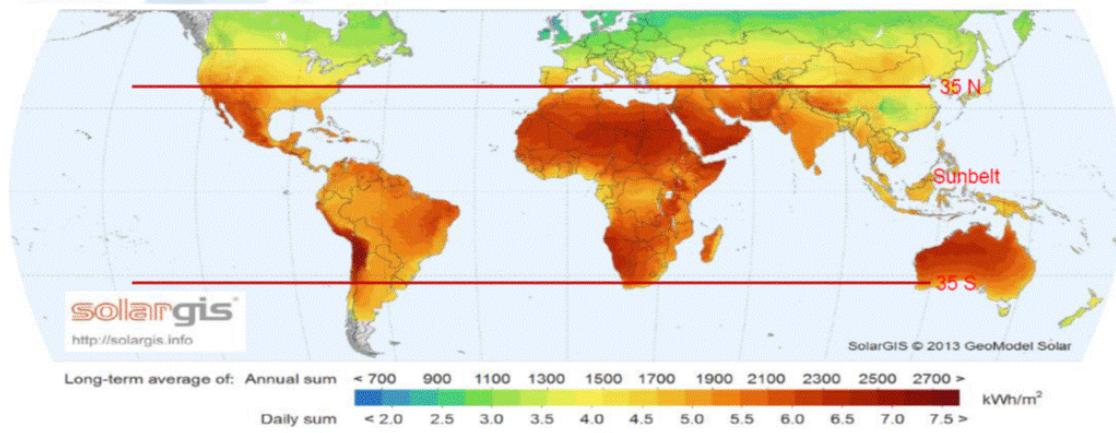 35 N
Sunbelt
35 S
solargis
http://solargis.info
SolarGIS © 2013 GeoModel Solar
Long-term average of: Annual sum < 700 900 1100 1300 1500 1700 1900 2100 2300 2500 2700 > kWh/m²
Daily sum < 2.0 2.5 3.0 3.5 4.0 4.5 5.0 5.5 6.0 6.5 7.0 7.5 >